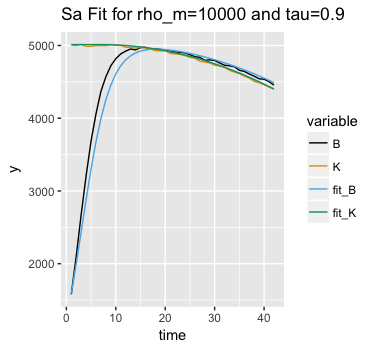 Sa Fit for rho_m=10000 and tau=0.9
5000
4000
3000
2000
y
0
10
20
30
40
time
variable
B
K
fit_B
fit_K